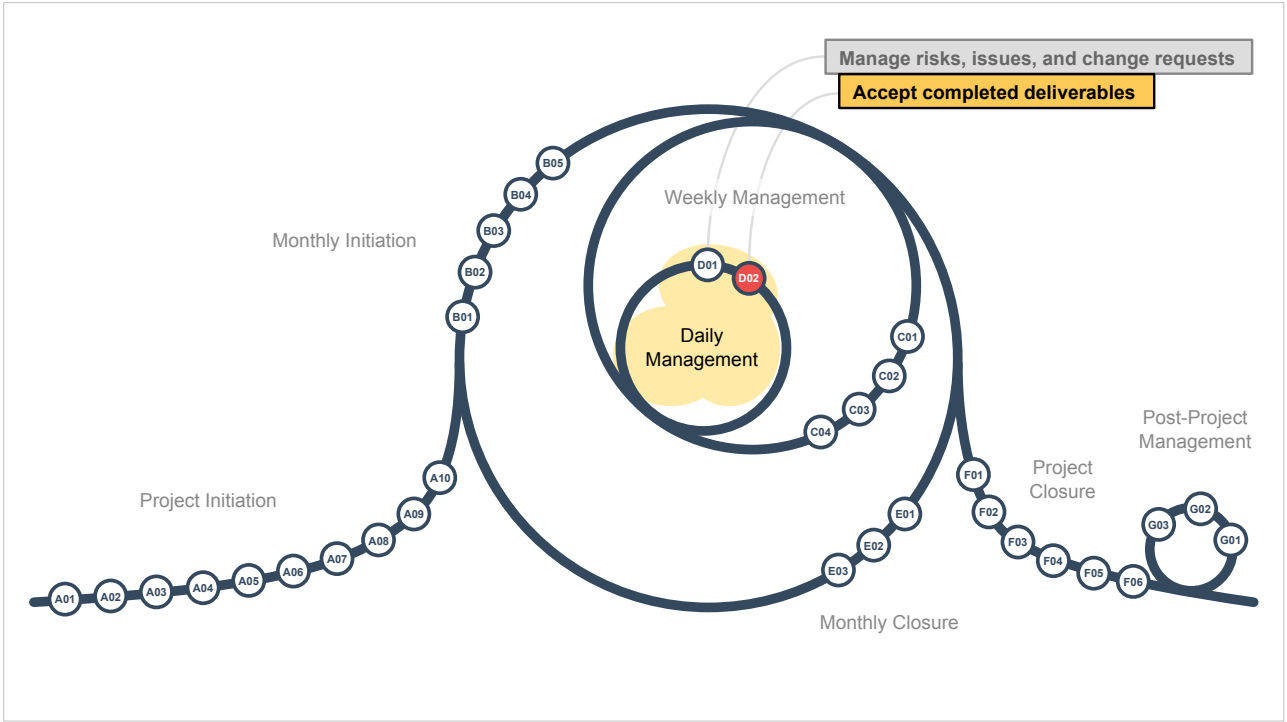 Manage risks, issues, and change requests
Accept completed deliverables
B05
B04
B03
B02
B01
Monthly Initiation
Weekly Management
D01
D02
Daily
Management
C01
C02
C03
C04
Project Initiation
A01
A02
A03
A04
A05
A06
A07
A08
A09
A10
E01
E02
E03
Monthly Closure
Project
Closure
F01
F02
F03
F04
F05
F06
Post-Project
Management
G03
G02
G01